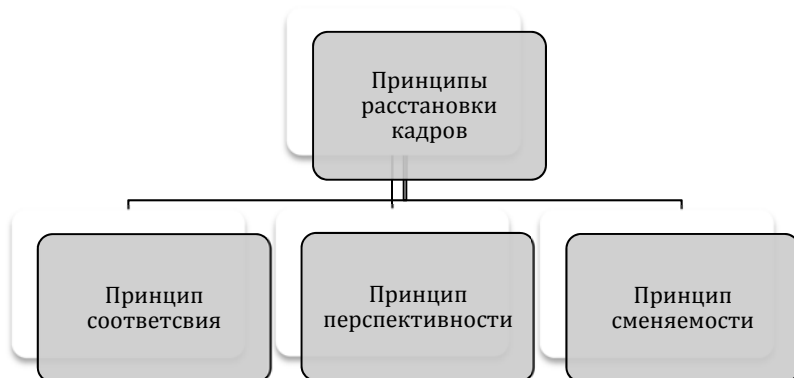 Принципы
расстановки
кадров
Принцип
соответсвия
Принцип
перспективности
Принцип
сменяемости